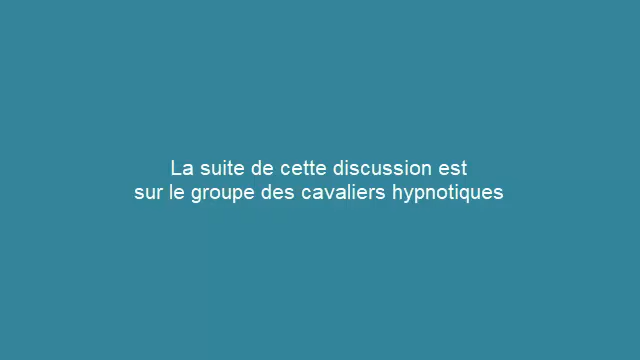 La suite de cette discussion est
sur le groupe des cavaliers hypnotiques